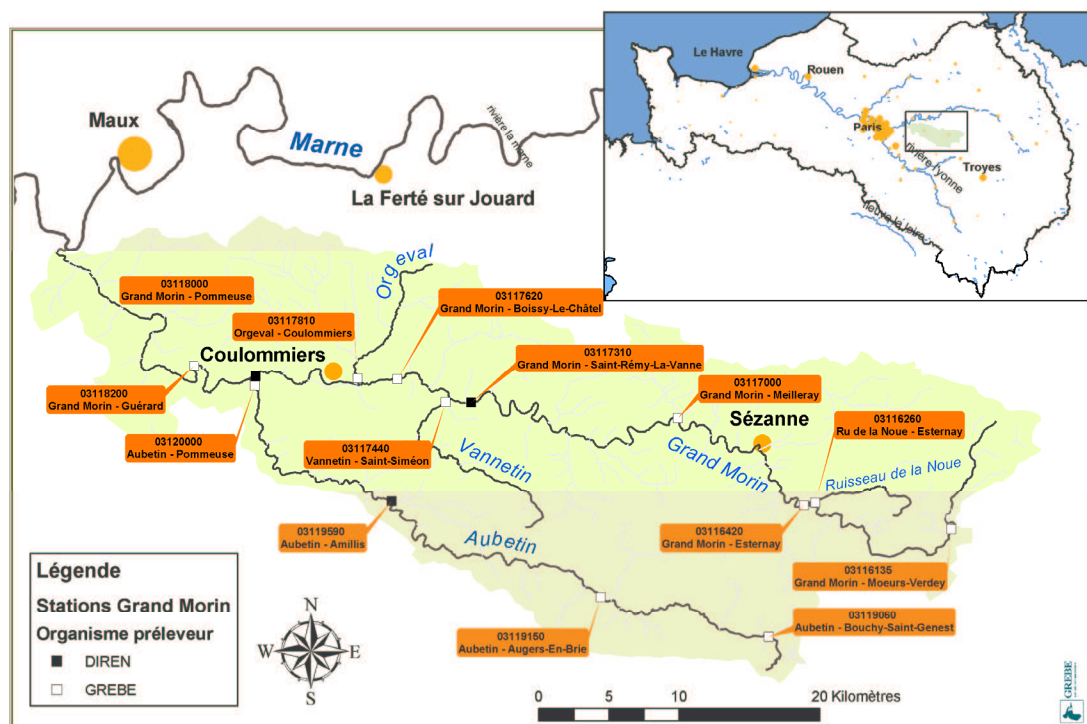 Le Havre
Rouen
Paris
rivière l'yonne
Troyes
fleuve la loire
Maux
Marne
rivière la marne
La Ferté sur Jouard
Orgeval
03118000
Grand Morin - Pommeuse
03117810
Orgeval - Coulommiers
03117620
Grand Morin - Boissy-Le-Châtel
Coulommiers
03117310
Grand Morin - Saint-Rémy-La-Vanne
03118200
Grand Morin - Guérard
03117000
Grand Morin - Meilleray
Sézanne
03116260
Ru de la Noue - Esternay
03120000
Aubetin - Pommeuse
03117440
Vannetin - Saint-Siméon
Vannetin
Grand Morin
Ruisseau de la Noue
03119590
Aubetin - Amillis
Aubetin
03116420
Grand Morin - Esternay
03116135
Grand Morin - Moeurs-Verdey
03119150
Aubetin - Augers-En-Brie
03119060
Aubetin - Bouchy-Saint-Genest
Légende
Stations Grand Morin
Organisme préleveur
DIREN
GREBE
N
W
E
S
0 5 10 20 Kilomètres
GREBE